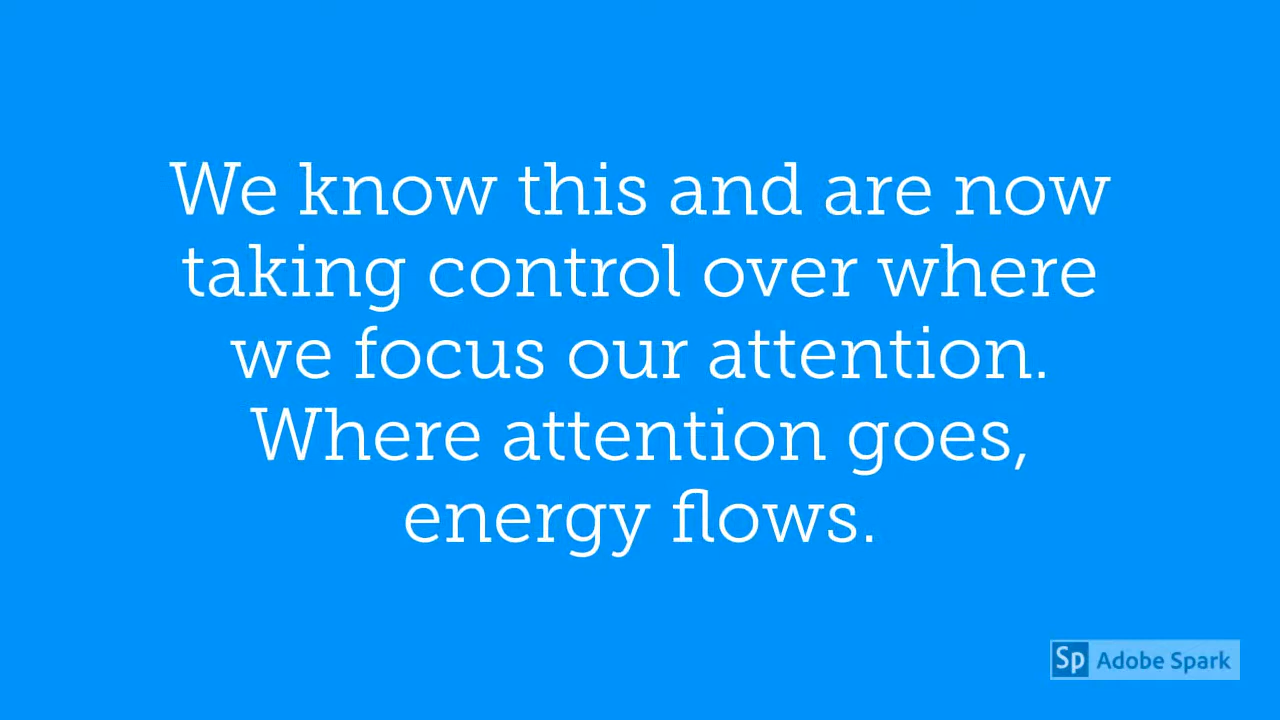 We know this and are now
taking control over where
we focus our attention.
Where attention goes,
energy flows.
Sp Adobe Spark